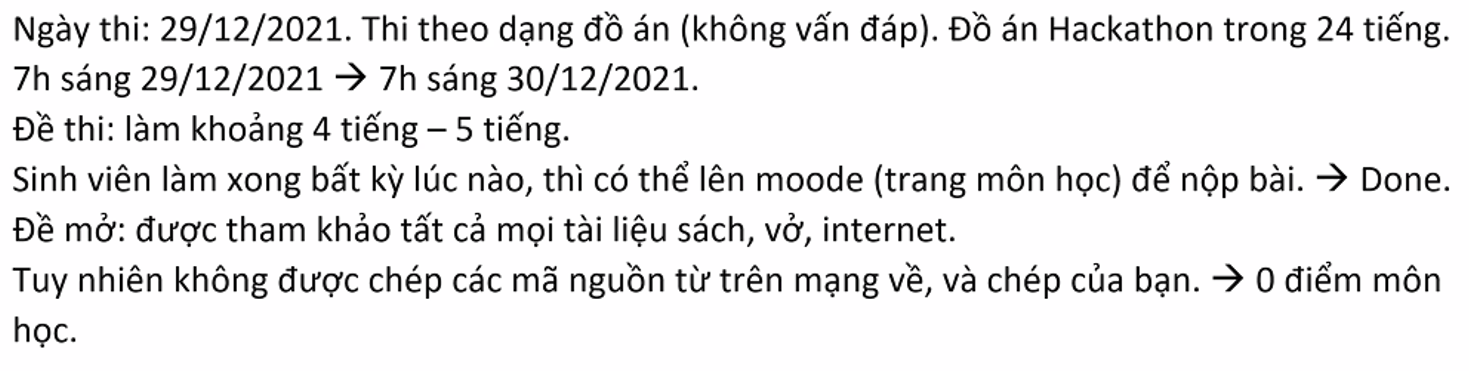 Ngày thi: 29/12/2021. Thi theo dạng đồ án (không vấn đáp). Đồ án Hackathon trong 24 tiếng.
7h sáng 29/12/2021 → 7h sáng 30/12/2021.
Đề thi: làm khoảng 4 tiếng – 5 tiếng.
Sinh viên làm xong bất kỳ lúc nào, thì có thể lên moode (trang môn học) để nộp bài. → Done.
Đề mở: được tham khảo tất cả mọi tài liệu sách, vở, internet.
Tuy nhiên không được chép các mã nguồn từ trên mạng về, và chép của bạn. → 0 điểm môn
học.